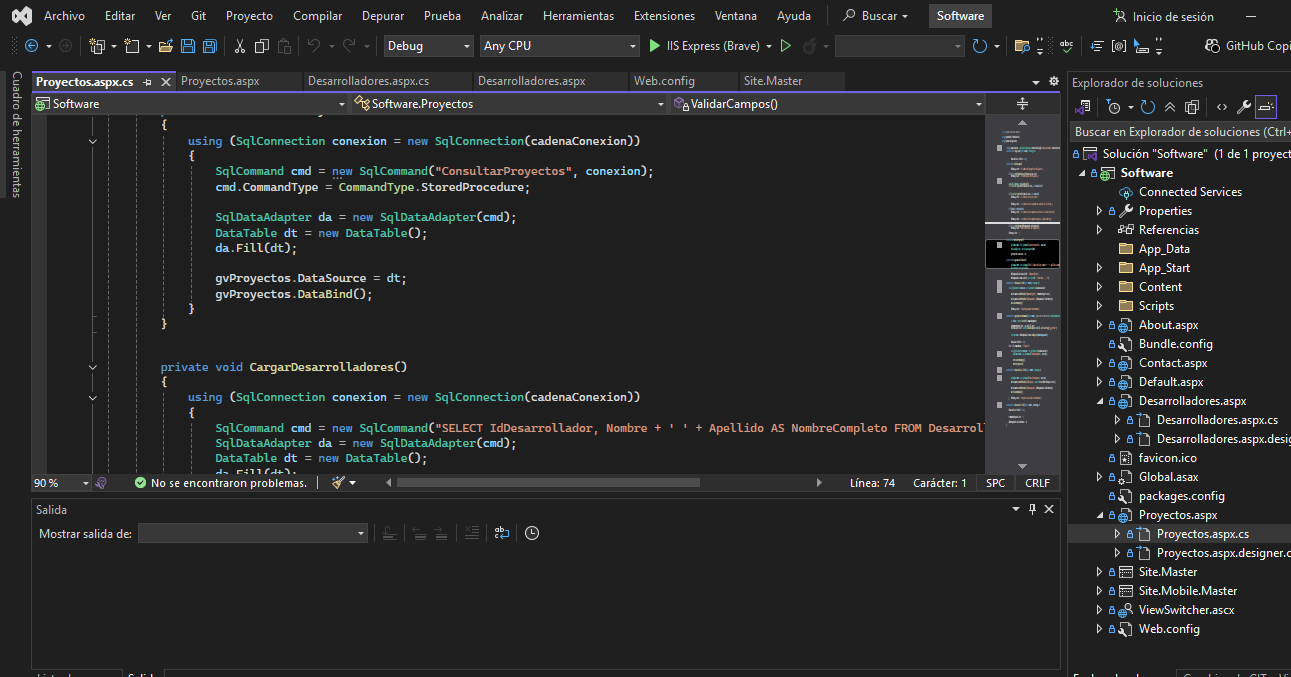 Archivo Editar Ver Git Proyecto Compilar Depurar Prueba Analizar Herramientas Extensiones Ventana Ayuda Buscar Software Inicio de sesión
Debug Any CPU IIS Express (Brave) abc GitHub Copi
Cuadro de herramientas
Proyectos.aspx.cs Proyectos.aspx Desarrolladores.aspx.cs Desarrolladores.aspx Web.config Site.Master
Software Software.Proyectos ValidarCampos()
{
using (SqlConnection conexion = new SqlConnection(cadenaConexion))
{
SqlCommand cmd = new SqlCommand("ConsultarProyectos", conexion);
cmd.CommandType = CommandType.StoredProcedure;
SqlDataAdapter da = new SqlDataAdapter(cmd);
DataTable dt = new DataTable();
da.Fill(dt);
gvProyectos.DataSource = dt;
gvProyectos.DataBind();
}
}
private void CargarDesarrolladores()
{
using (SqlConnection conexion = new SqlConnection(cadenaConexion))
{
SqlCommand cmd = new SqlCommand("SELECT IdDesarrollador, Nombre + ' ' + Apellido AS NombreCompleto FROM Desarrol
SqlDataAdapter da = new SqlDataAdapter(cmd);
DataTable dt = new DataTable();
da.Fill(dt);
90 % No se encontraron problemas. Línea: 74 Carácter: 1 SPC CRLF
Salida
Mostrar salida de:
Explorador de soluciones
Buscar en Explorador de soluciones (Ctrl+
Solución "Software" (1 de 1 proyect
Software
Connected Services
Properties
Referencias
App_Data
App_Start
Content
Scripts
About.aspx
Bundle.config
Contact.aspx
Default.aspx
Desarrolladores.aspx
Desarrolladores.aspx.cs
Desarrolladores.aspx.desig
favicon.ico
Global.asax
packages.config
Proyectos.aspx
Proyectos.aspx.cs
Proyectos.aspx.designer.c
Site.Master
Site.Mobile.Master
ViewSwitcher.ascx
Web.config